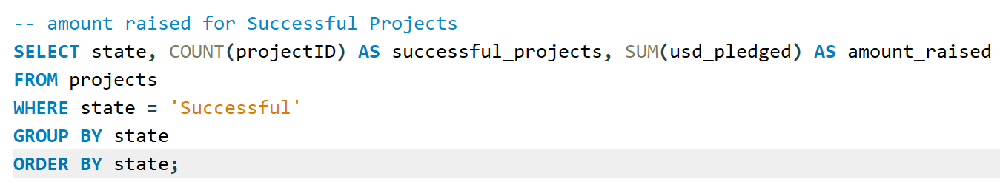 -- amount raised for Successful Projects
SELECT state, COUNT(projectID) AS successful_projects, SUM(usd_pledged) AS amount_raised
FROM projects
WHERE state = 'Successful'
GROUP BY state
ORDER BY state;